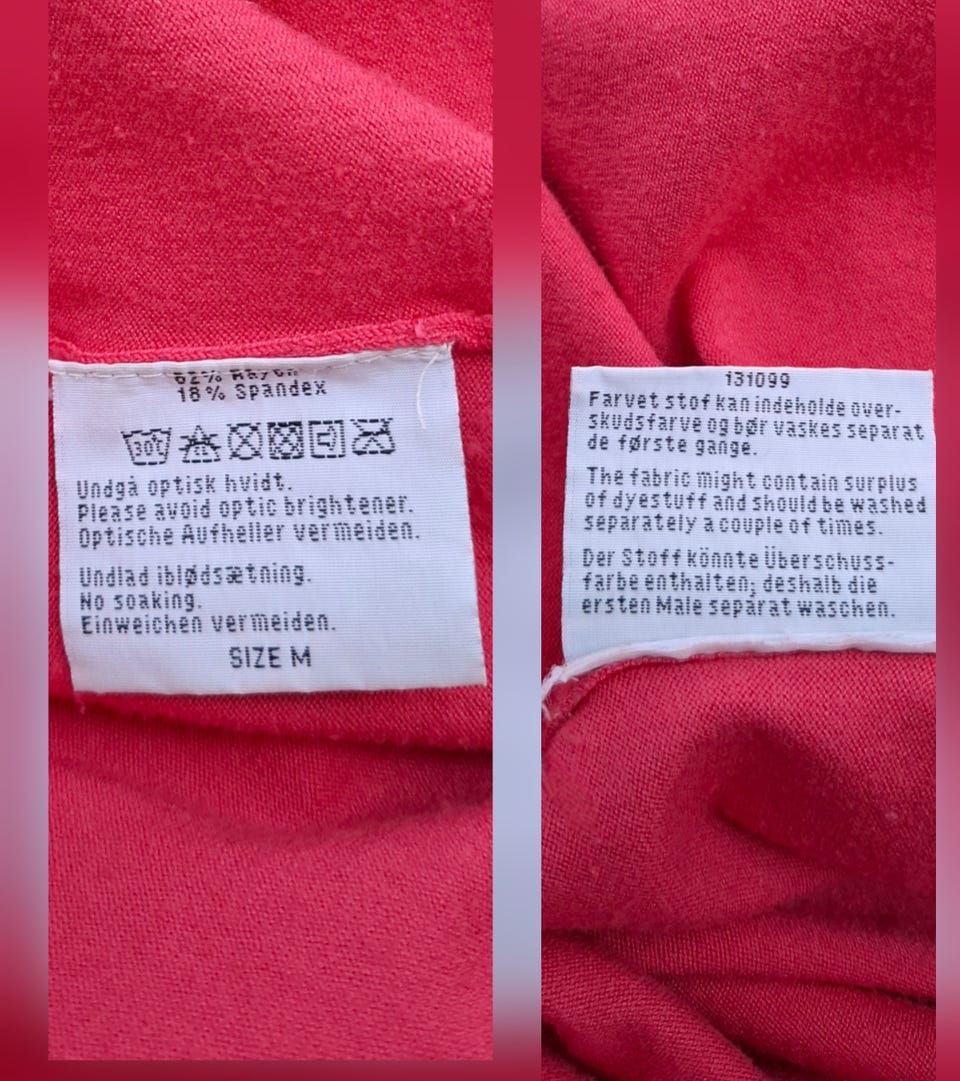 18% Spandex
30°
Undgå optisk hvidt.
Please avoid optic brightener.
Optische Aufheller vermeiden.
Undlad iblødsætning.
No soaking.
Einweichen vermeiden.
SIZE M
131099
Farvet stof kan indeholde over-
skudsfarve og bør vaskes separat
de første gange.
The fabric might contain surplus
of dyestuff and should be washed
separately a couple of times.
Der Stoff könnte Überschuss-
farbe enthalten; deshalb die
ersten Male separat waschen.